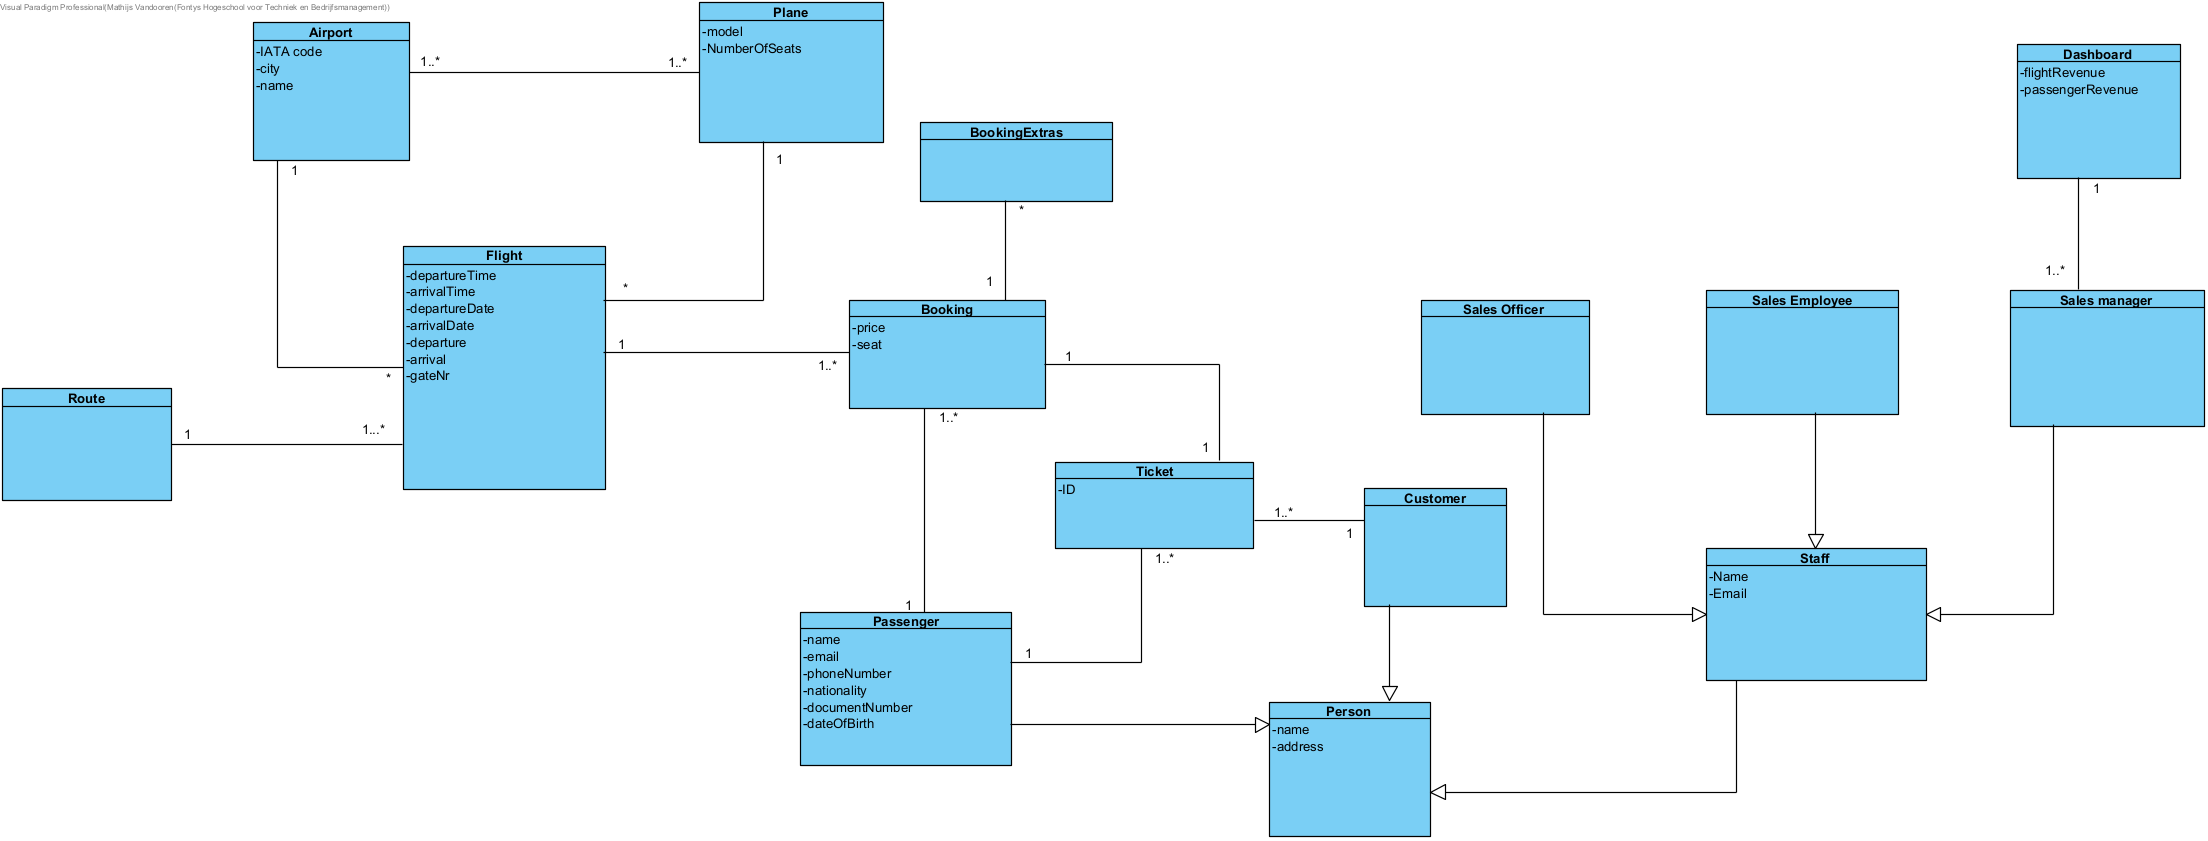 Visual Paradigm Professional(Mathijs Vandooren(Fontys Hogeschool voor Techniek en Bedrijfsmanagement))
Airport
-IATA code
-city
-name
1..*
1..*
1
Plane
-model
-NumberOfSeats
1
BookingExtras
*
1
Dashboard
-flightRevenue
-passengerRevenue
1
1..*
Flight
-departureTime
-arrivalTime
-departureDate
-arrivalDate
-departure
-arrival
-gateNr
*
1
*
1...*
Route
1
Booking
-price
-seat
1..*
1
1..*
1
Sales Officer
Sales Employee
Sales manager
Ticket
-ID
1..*
1..*
Customer
1
Staff
-Name
-Email
1
Passenger
-name
-email
-phoneNumber
-nationality
-documentNumber
-dateOfBirth
1
Person
-name
-address